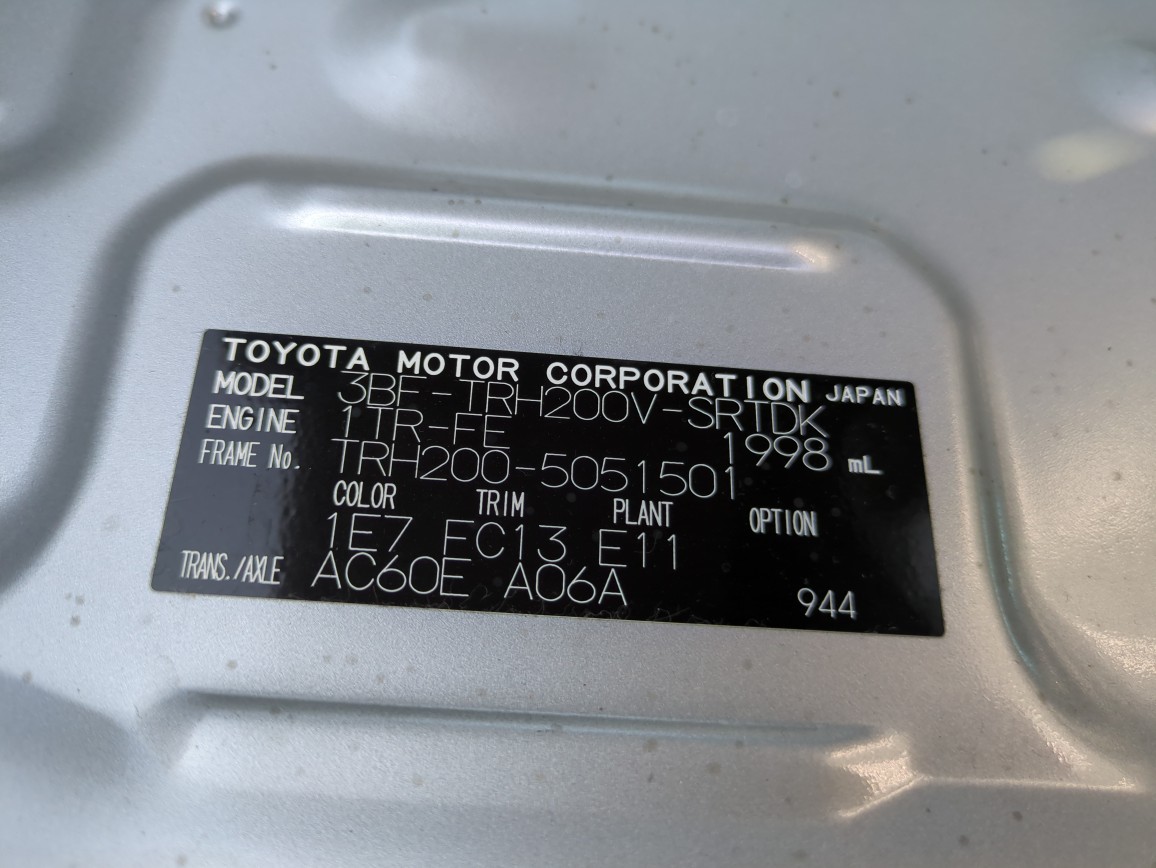 TOYOTA MOTOR CORPORATION JAPAN
MODEL 3BF-TRH200V-SRTDK
ENGINE 1TR-FE 1998 mL
FRAME No. TRH200-5051501
COLOR TRIM PLANT OPTION
1E7 FC13 E11
TRANS./AXLE AC60E A06A 944